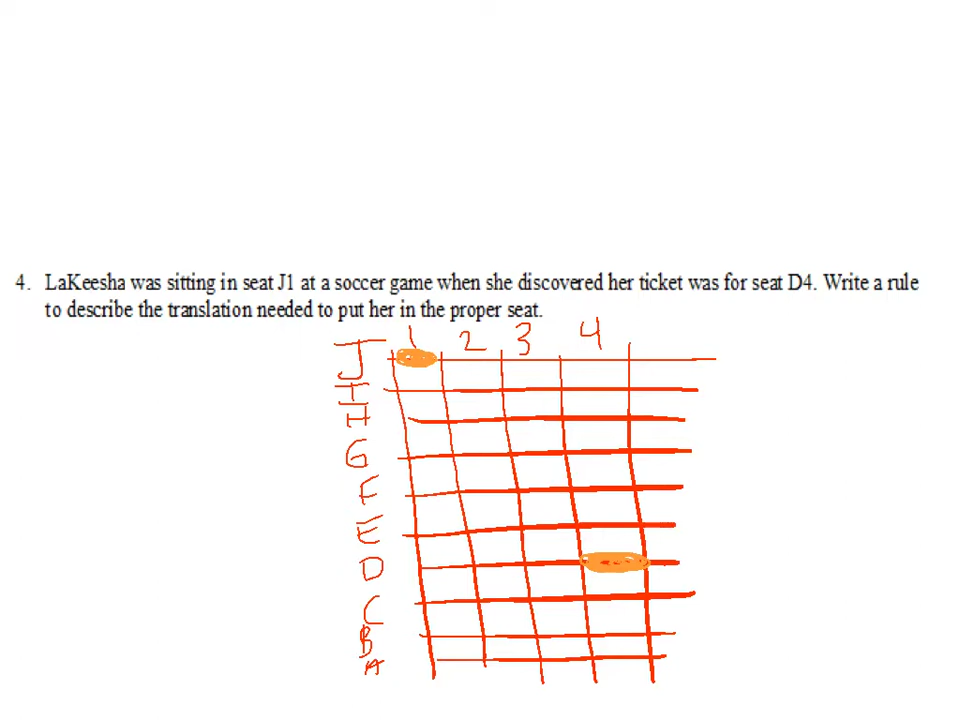 4. LaKeesha was sitting in seat J1 at a soccer game when she discovered her ticket was for seat D4. Write a rule
to describe the translation needed to put her in the proper seat.
1 2 3 4
J
I
H
G
F
E
D
C
B
A